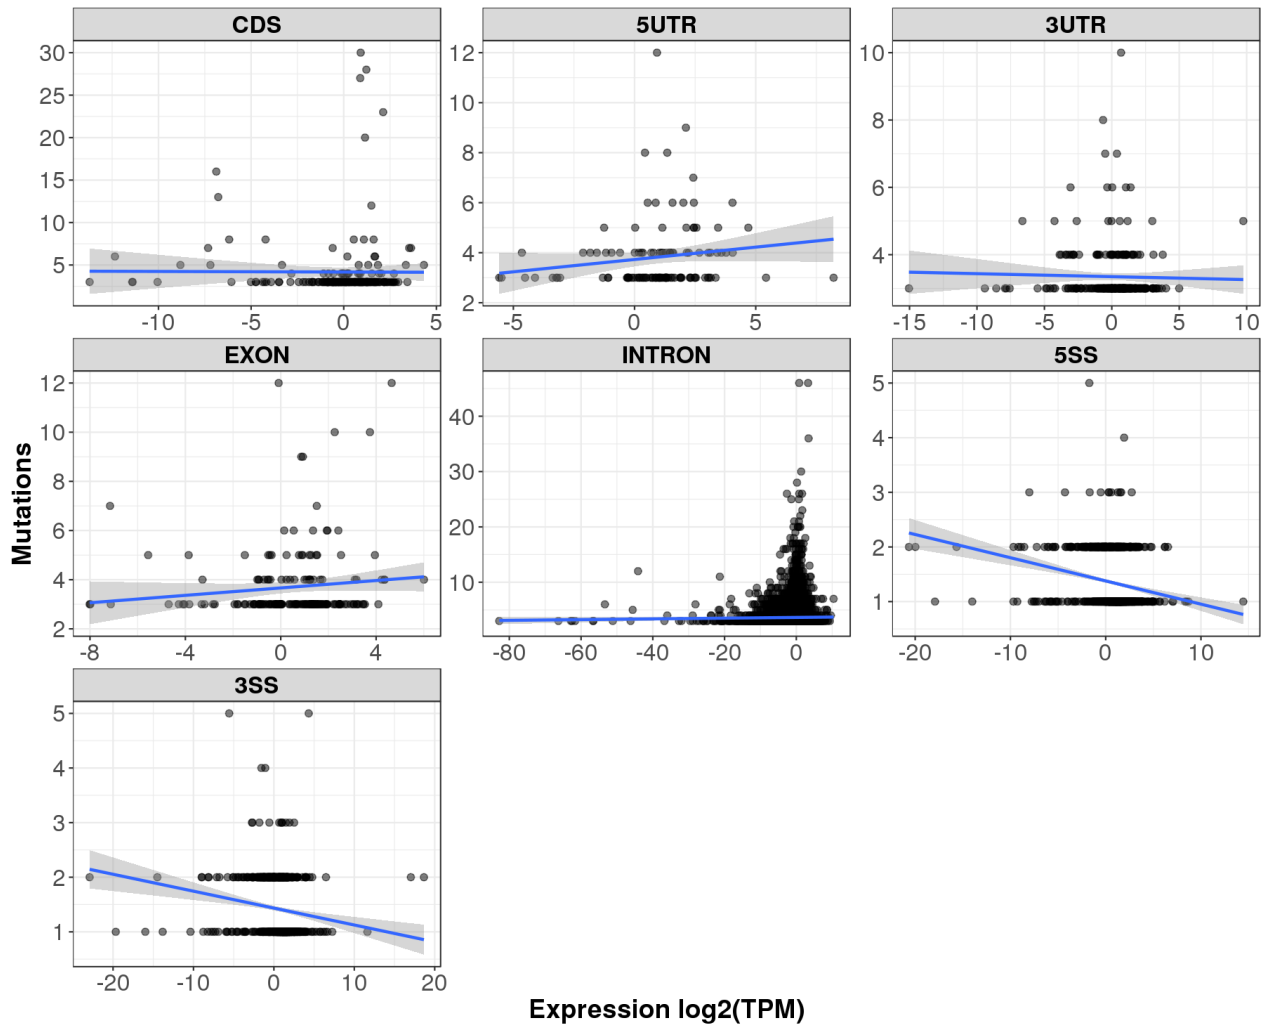 CDS 5UTR 3UTR
30 25 20 15 10 5
-10 -5 0 5
12 10 8 6 4 2
-5 0 5
10 8 6 4
-15 -10 -5 0 5 10
EXON INTRON 5SS
12 10 8 6 4 2
-8 -4 0 4
40 30 20 10
-80 -60 -40 -20 0
5 4 3 2 1
-20 -10 0 10
3SS
5 4 3 2 1
-20 -10 0 10 20
Mutations
Expression log2(TPM)